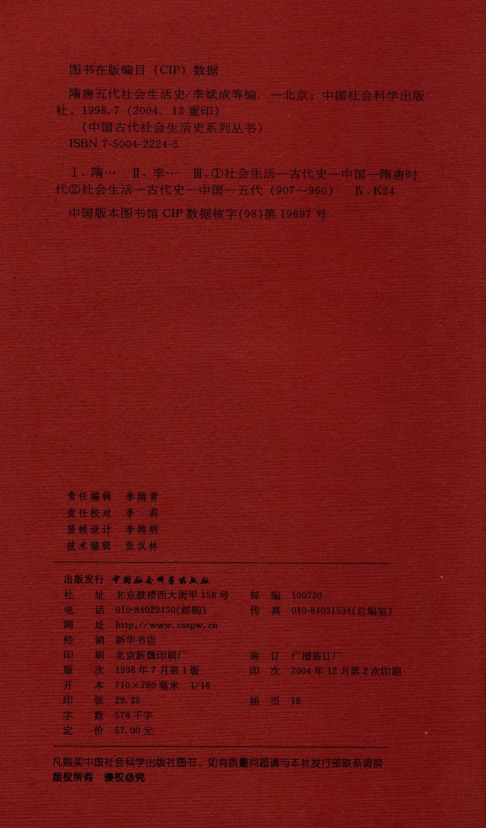 图书在版编目（CIP）数据
隋唐五代社会生活史/李斌成等编. —北京：中国社会科学出版
社，1998.7（2004. 12重印）
（中国古代社会生活史系列丛书）
ISBN 7-5004-2224-5
Ⅰ.隋… Ⅱ.李… Ⅲ.①社会生活—古代史—中国—隋唐时
代②社会生活—古代史—中国—五代（907～960） Ⅳ.K24
中国版本图书馆CIP数据核字(98)第19697号
责任编辑 李炳青
责任校对 李 莉
装帧设计 李颖明
技术编辑 张汉林
出版发行 中国社会科学出版社
社 址 北京鼓楼西大街甲158号 邮 编 100720
电 话 010-84029450(邮购) 传 真 010-84031534(总编室)
网 址 http://www.csspw.cn
经 销 新华书店
印 刷 北京新魏印刷厂 装 订 广增装订厂
版 次 1998年7月第1版 印 次 2004年12月第2次印刷
开 本 710×780毫米 1/16
印 张 29.25 插 页 18
字 数 578千字
定 价 57.00元
凡购买中国社会科学出版社图书，如有质量问题请与本社发行部联系调换
版权所有 侵权必究